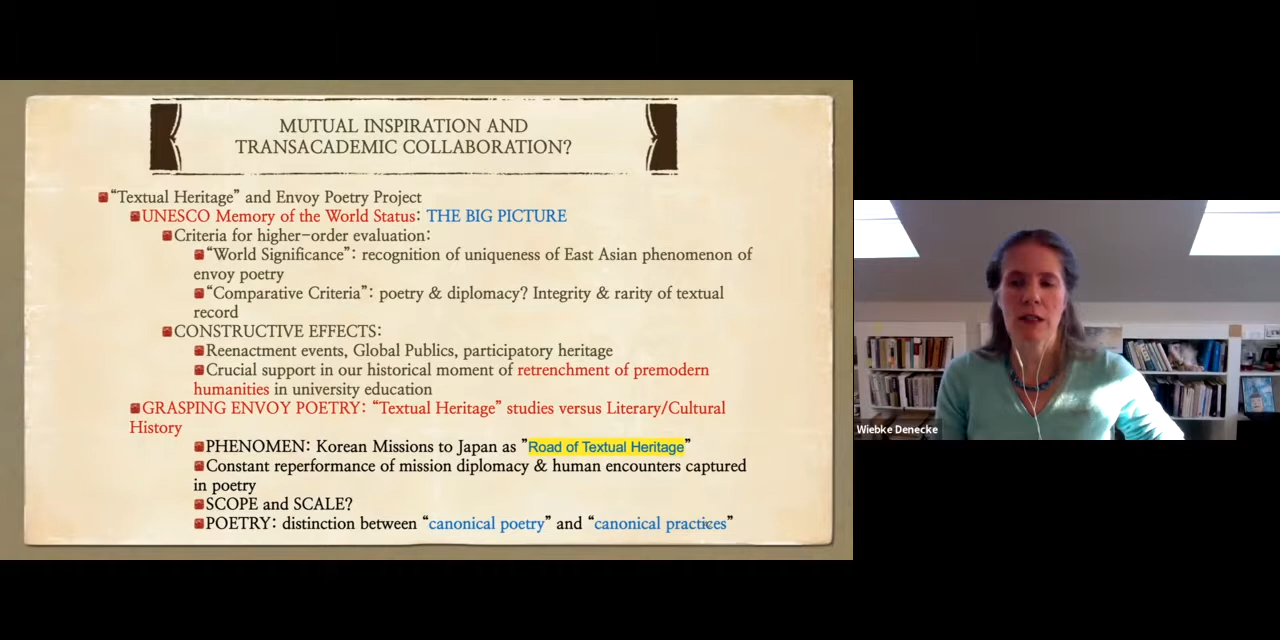 MUTUAL INSPIRATION AND
TRANSACADEMIC COLLABORATION?
“Textual Heritage” and Envoy Poetry Project
UNESCO Memory of the World Status: THE BIG PICTURE
Criteria for higher-order evaluation:
“World Significance”: recognition of uniqueness of East Asian phenomenon of
envoy poetry
“Comparative Criteria”: poetry & diplomacy? Integrity & rarity of textual
record
CONSTRUCTIVE EFFECTS:
Reenactment events, Global Publics, participatory heritage
Crucial support in our historical moment of retrenchment of premodern
humanities in university education
GRASPING ENVOY POETRY: “Textual Heritage” studies versus Literary/Cultural
History
PHENOMEN: Korean Missions to Japan as ”Road of Textual Heritage”
Constant reperformance of mission diplomacy & human encounters captured
in poetry
SCOPE and SCALE?
POETRY: distinction between “canonical poetry” and “canonical practices”
Wiebke Denecke